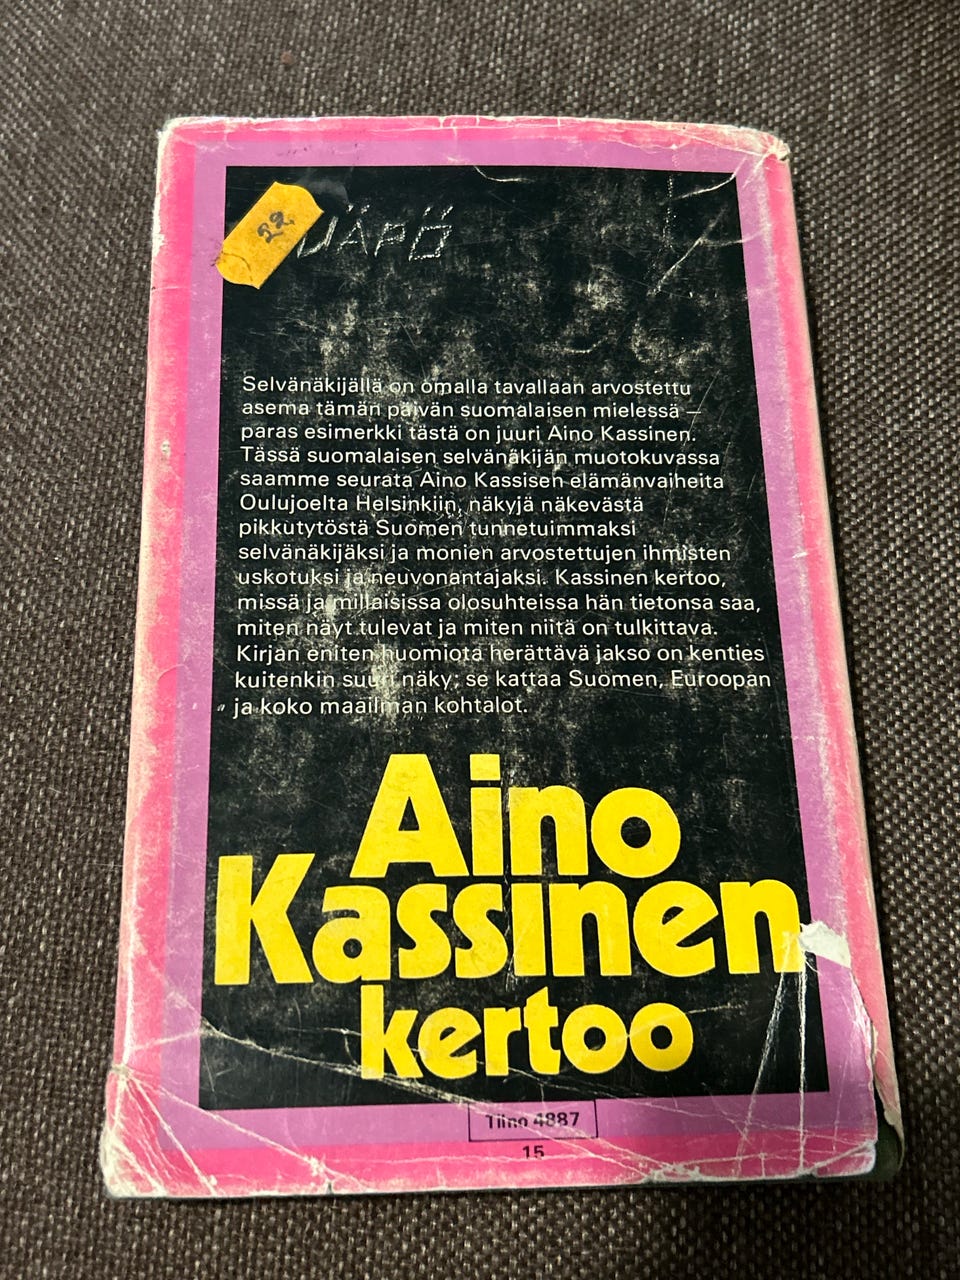 22
Selvänäkijällä on omalla tavallaan arvostettu
asema tämän päivän suomalaisen mielessä –
paras esimerkki tästä on juuri Aino Kassinen.
Tässä suomalaisen selvänäkijän muotokuvassa
saamme seurata Aino Kassisen elämänvaiheita
Oulujoelta Helsinkiin; näkyjä näkevästä
pikkutytöstä Suomen tunnetuimmaksi
selvänäkijäksi ja monien arvostettujen ihmisten
uskotuksi ja neuvonantajaksi. Kassinen kertoo,
missä ja millaisissa olosuhteissa hän tietonsa saa,
miten näyt tulevat ja miten niitä on tulkittava.
Kirjan eniten huomiota herättävä jakso on kenties
kuitenkin suuri näky; se kattaa Suomen, Euroopan
ja koko maailman kohtalot.
Aino
Kassinen
kertoo
Tiino 4887
15